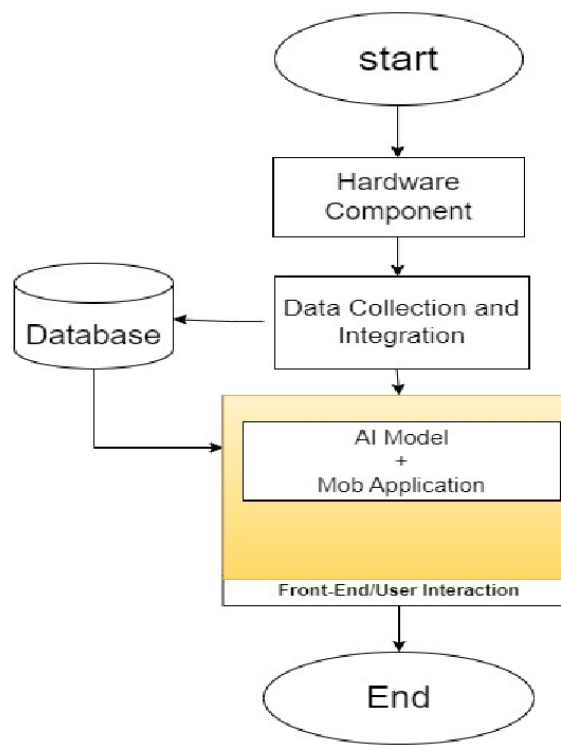 start
Hardware
Component
Data Collection and
Integration
Database
AI Model
+
Mob Application
Front-End/User Interaction
End